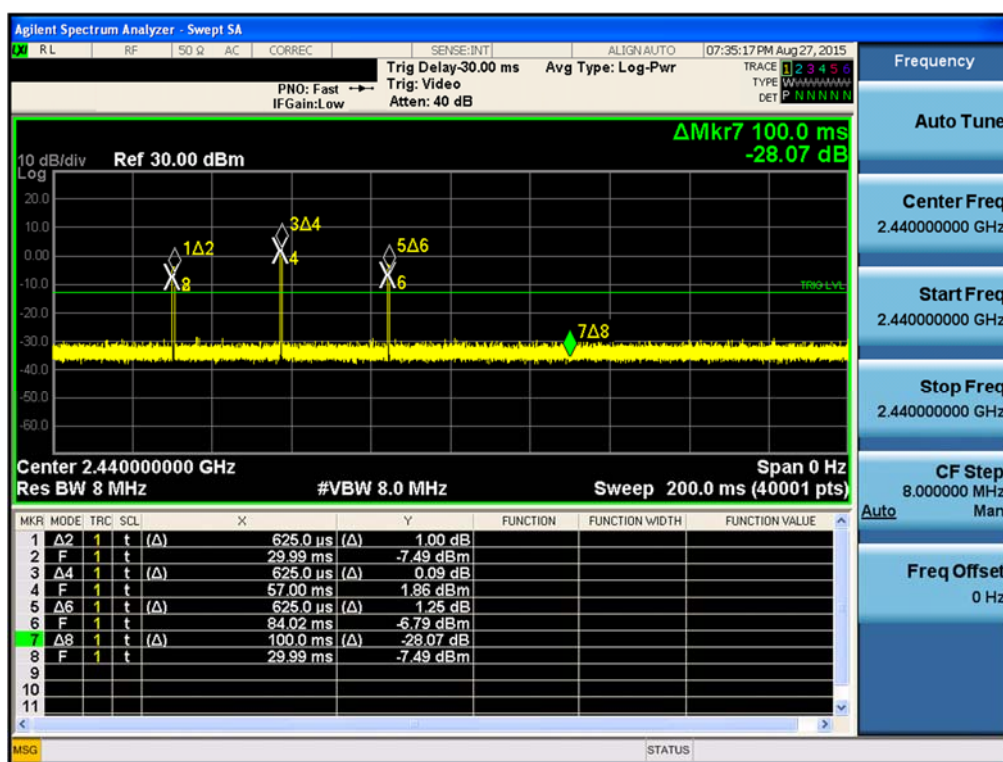 Agilent Spectrum Analyzer - Swept SA
LXI RL RF 50 Ω AC CORREC SENSE:INT ALIGN AUTO 07:35:17 PM Aug 27, 2015
Trig Delay-30.00 ms Avg Type: Log-Pwr TRACE 1 2 3 4 5 6
PNO: Fast Trig: Video TYPE WWWWWW
IFGain:Low Atten: 40 dB DET P N N N N N
ΔMkr7 100.0 ms
-28.07 dB
10 dB/div Ref 30.00 dBm
Log
20.0
10.0
0.00
-10.0
-20.0
-30.0
-40.0
-50.0
-60.0
1Δ2
3Δ4
5Δ6
4
6
TRIG LVL
7Δ8
Center 2.440000000 GHz Span 0 Hz
Res BW 8 MHz #VBW 8.0 MHz Sweep 200.0 ms (40001 pts)
MKR MODE TRC SCL X Y FUNCTION FUNCTION WIDTH FUNCTION VALUE
1 Δ2 1 t (Δ) 625.0 µs (Δ) 1.00 dB
2 F 1 t 29.99 ms -7.49 dBm
3 Δ4 1 t (Δ) 625.0 µs (Δ) 0.09 dB
4 F 1 t 57.00 ms 1.86 dBm
5 Δ6 1 t (Δ) 625.0 µs (Δ) 1.25 dB
6 F 1 t 84.02 ms -6.79 dBm
7 Δ8 1 t (Δ) 100.0 ms (Δ) -28.07 dB
8 F 1 t 29.99 ms -7.49 dBm
9
10
11
MSG STATUS
Frequency
Auto Tune
Center Freq
2.440000000 GHz
Start Freq
2.440000000 GHz
Stop Freq
2.440000000 GHz
CF Step
8.000000 MHz
Auto Man
Freq Offset
0 Hz